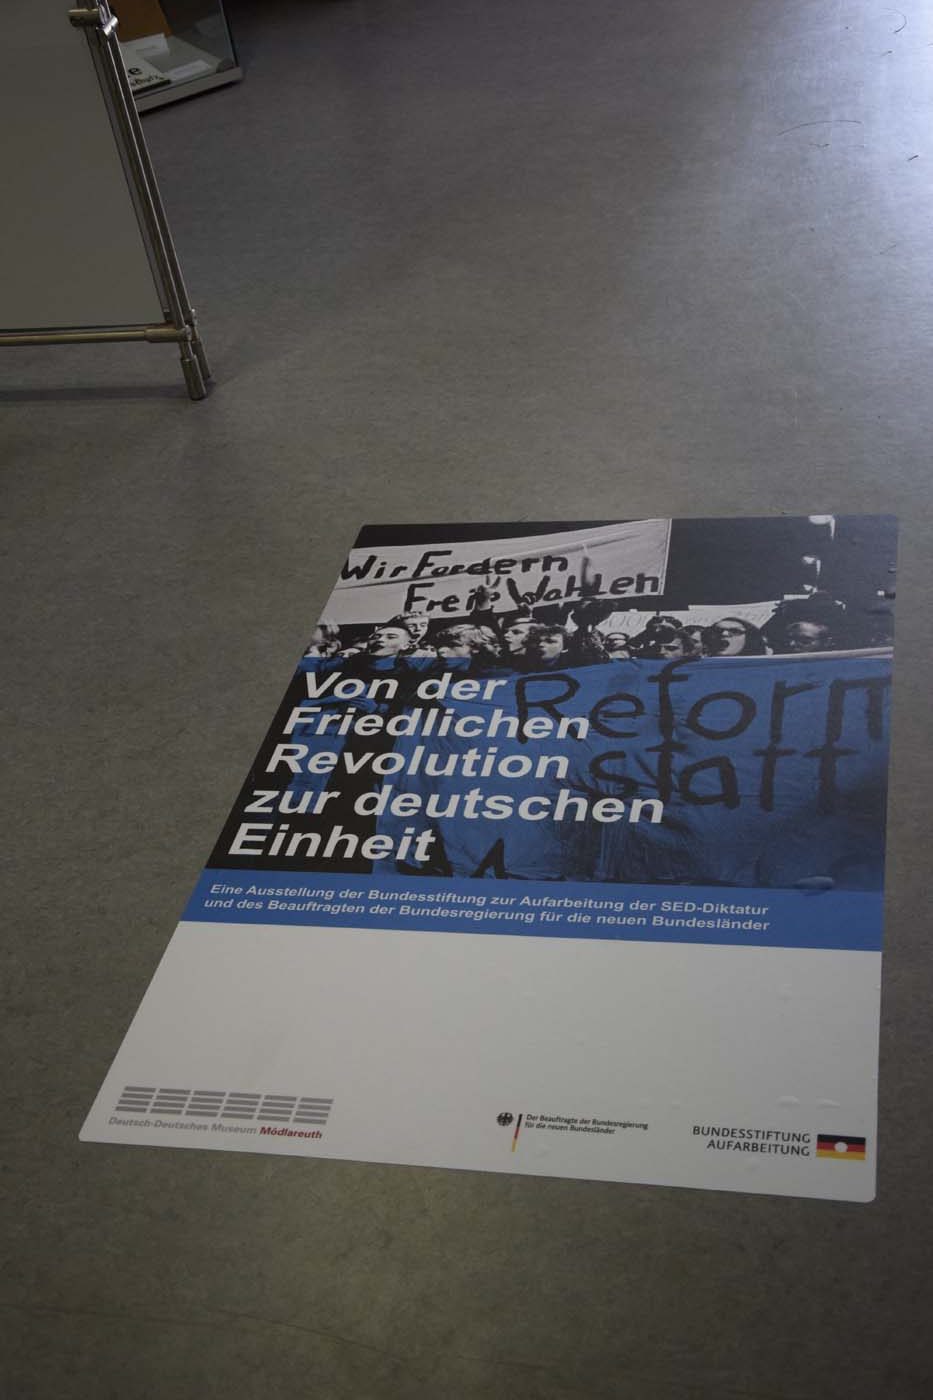 Wir Fordern
Freie Wahlen
Reform
statt
Von der
Friedlichen
Revolution
zur deutschen
Einheit
Eine Ausstellung der Bundesstiftung zur Aufarbeitung der SED-Diktatur
und des Beauftragten der Bundesregierung für die neuen Bundesländer
Deutsch-Deutsches Museum Mödlareuth
Der Beauftragte der Bundesregierung
für die neuen Bundesländer
BUNDESSTIFTUNG
AUFARBEITUNG